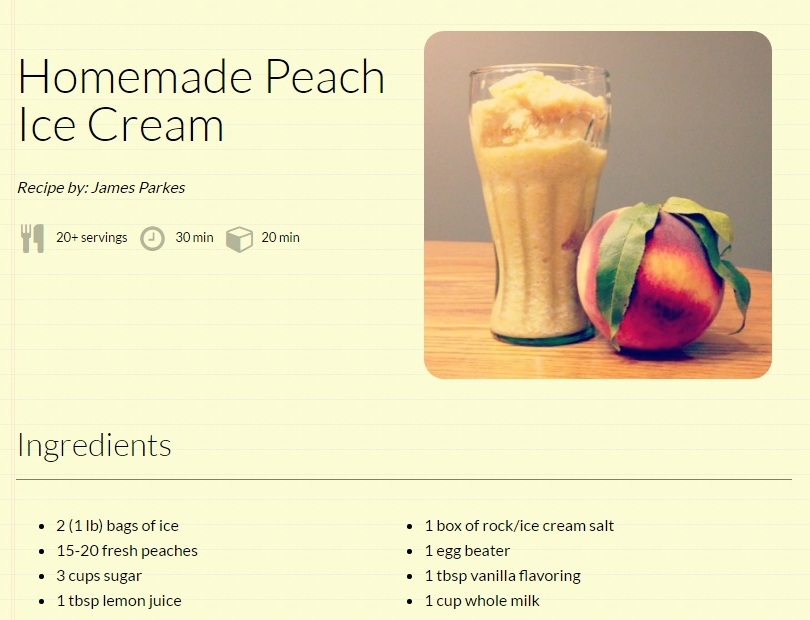 Homemade Peach
Ice Cream
Recipe by: James Parkes
20+ servings 30 min 20 min
Ingredients
2 (1 lb) bags of ice
15-20 fresh peaches
3 cups sugar
1 tbsp lemon juice
1 box of rock/ice cream salt
1 egg beater
1 tbsp vanilla flavoring
1 cup whole milk